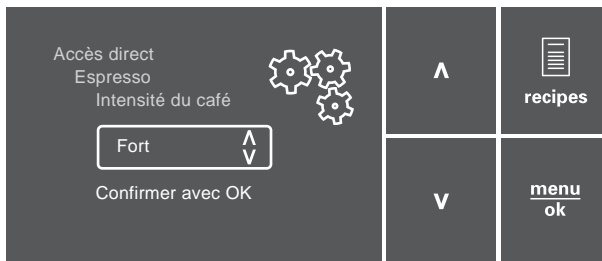 Accès direct
Espresso
Intensité du café
Fort
Confirmer avec OK
recipes
menu
ok